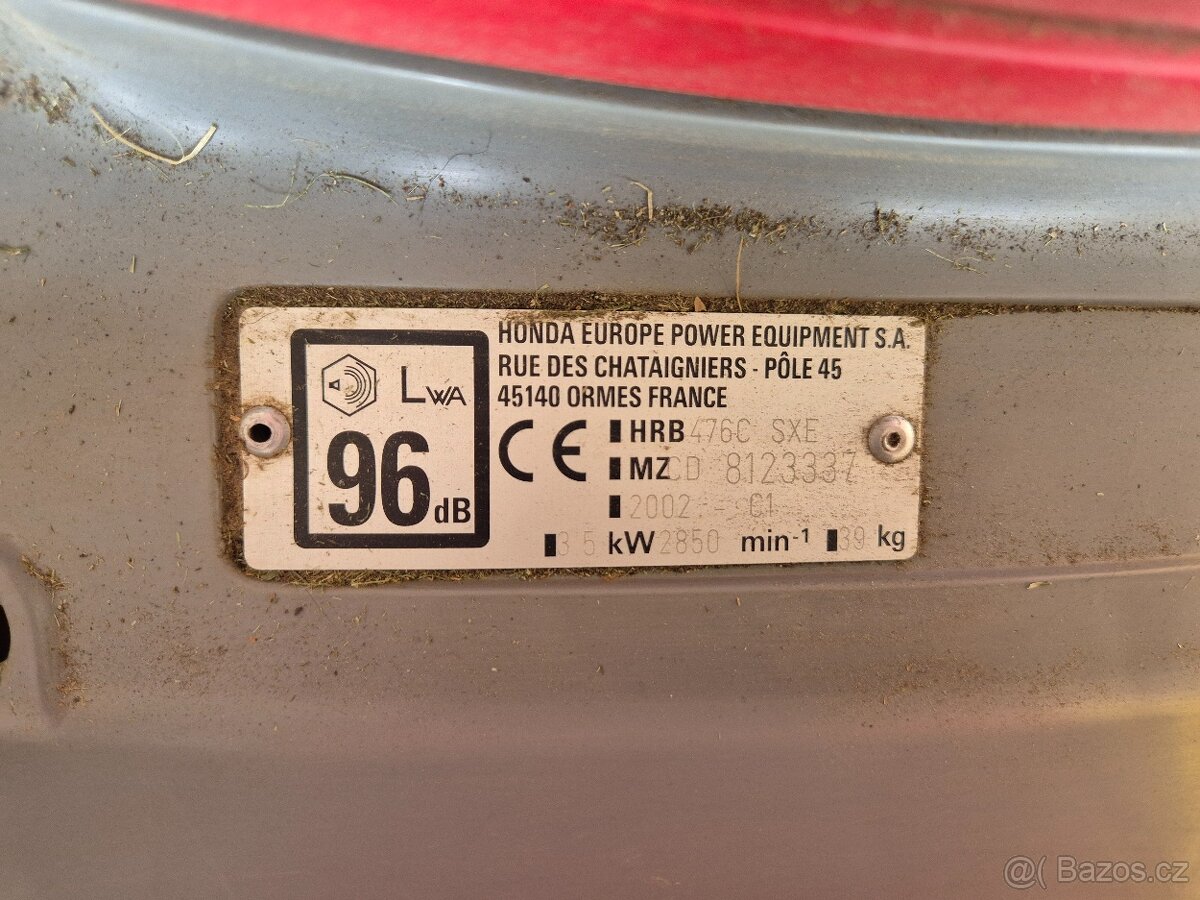 HONDA EUROPE POWER EQUIPMENT S.A.
RUE DES CHATAIGNIERS - PÔLE 45
45140 ORMES FRANCE
LWA
96 dB
CE
HRB 476C SXE
MZCD 8123337
2002 - C1
3 5 kW 2850 min-1 39 kg
@( Bazos.cz